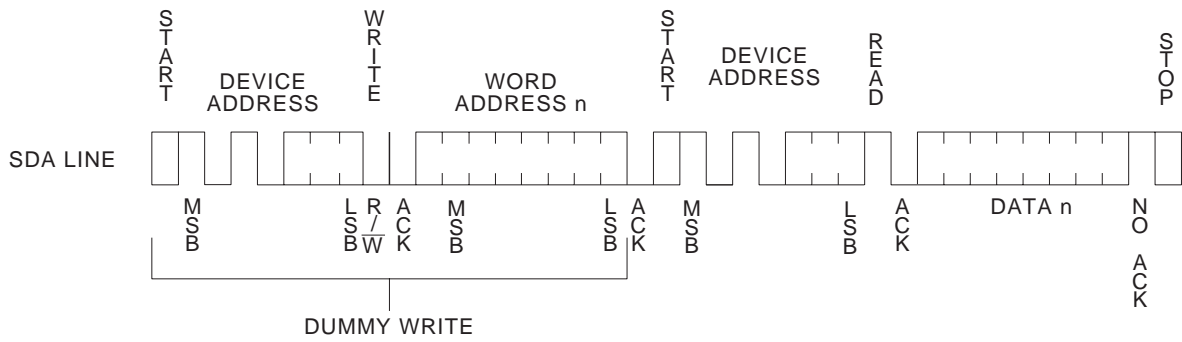 START
WRITE
START
READ
STOP
DEVICE
ADDRESS
WORD
ADDRESS n
DEVICE
ADDRESS
SDA LINE
MSB
LSB
R/W
ACK
MSB
LSB
ACK
MSB
LSB
ACK
DATA n
NO ACK
DUMMY WRITE